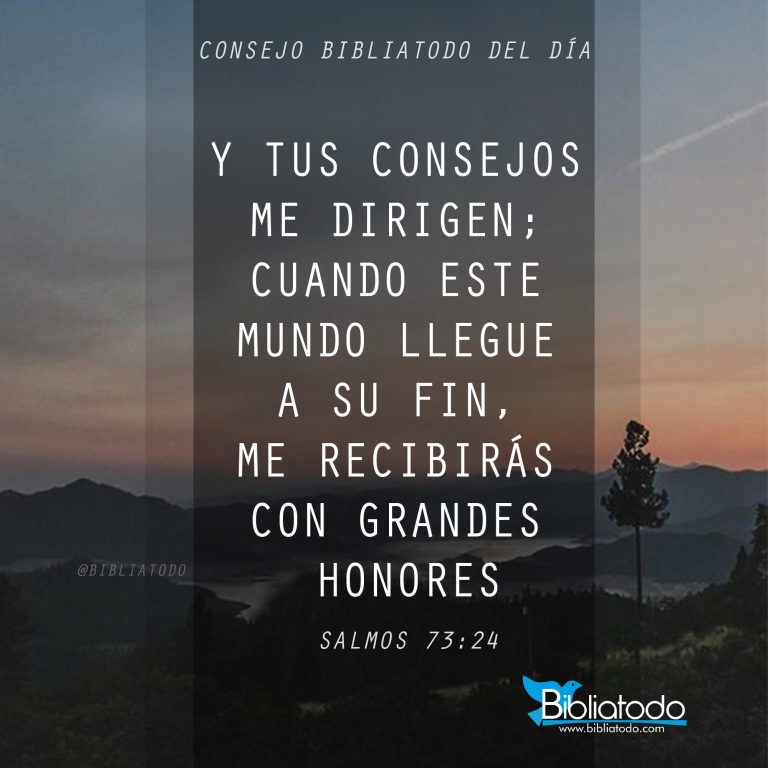 CONSEJO BIBLIATODO DEL DÍA
Y TUS CONSEJOS
ME DIRIGEN;
CUANDO ESTE
MUNDO LLEGUE
A SU FIN,
ME RECIBIRÁS
CON GRANDES
HONORES
@BIBLIATODO
SALMOS 73:24
Bibliatodo
www.bibliatodo.com